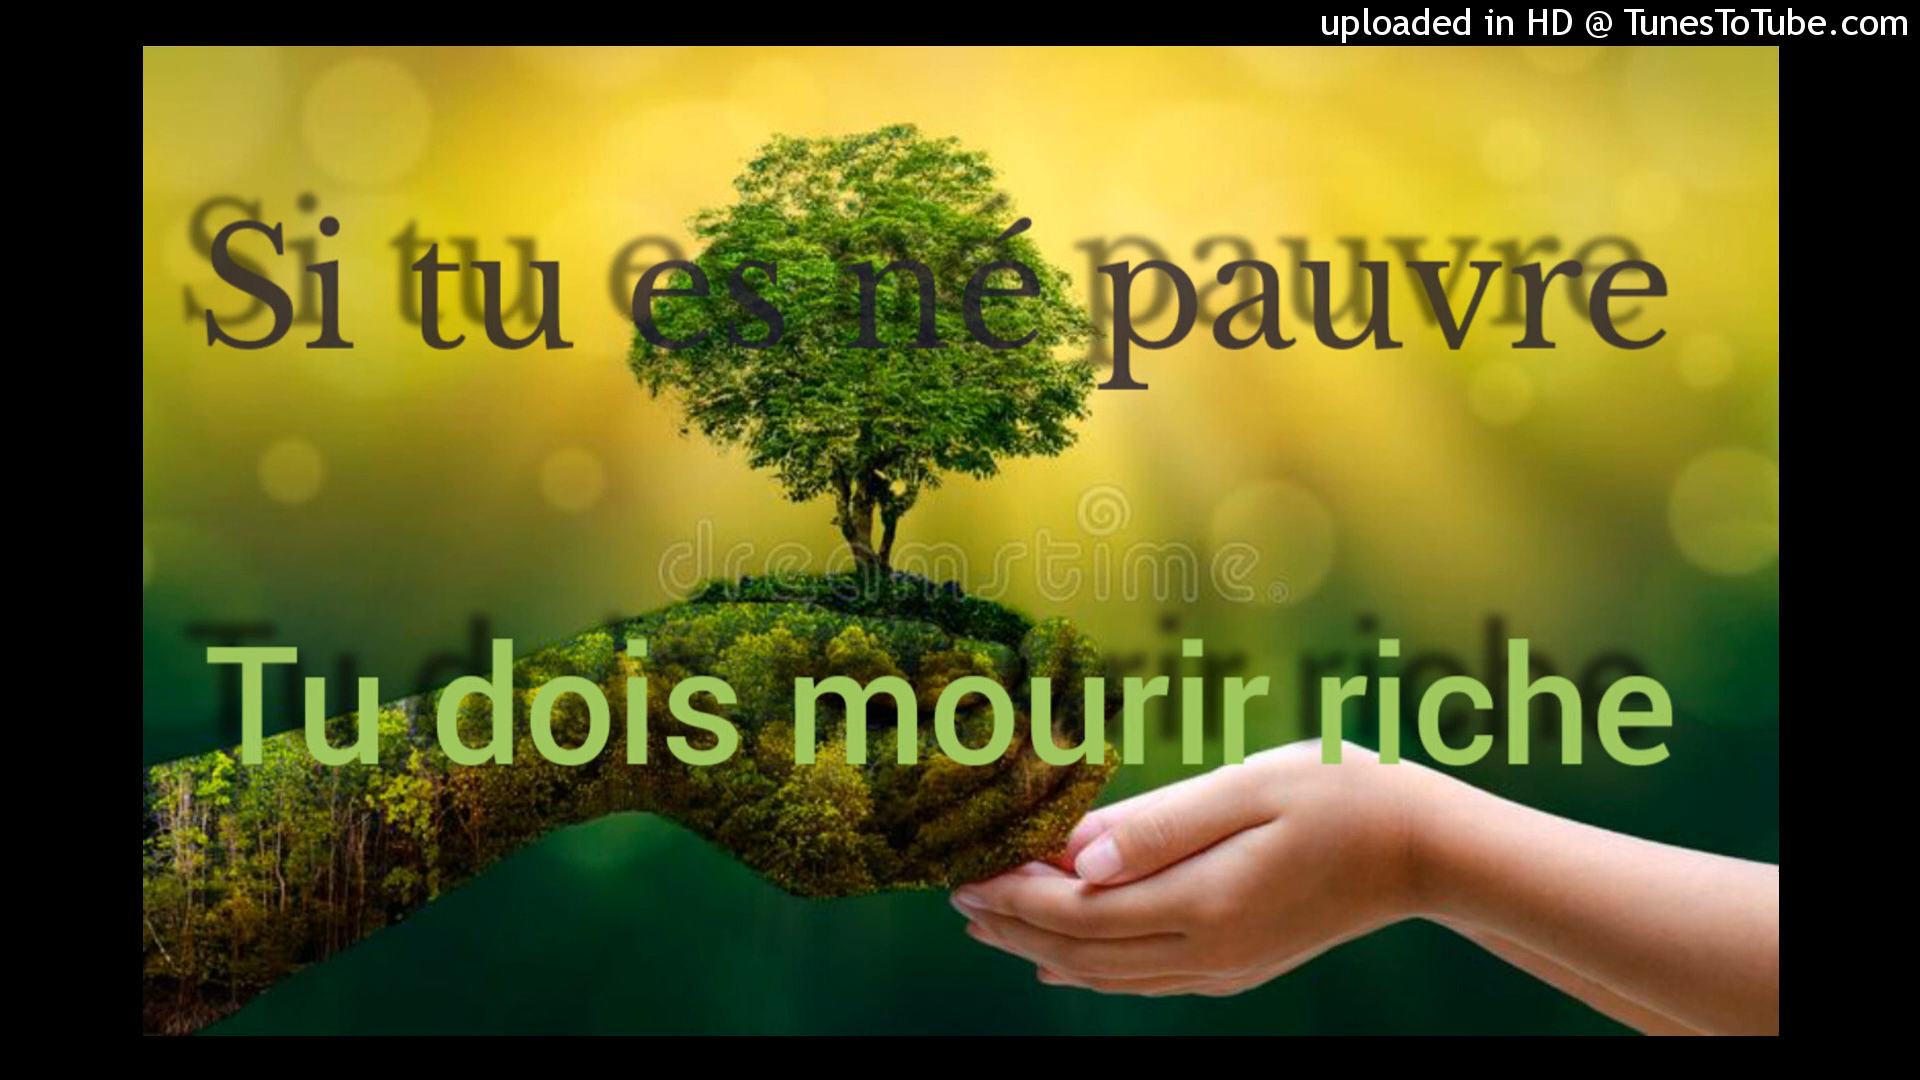 uploaded in HD @ TunesToTube.com
Si tu es né pauvre
dreamstime.
Tu dois mourir riche